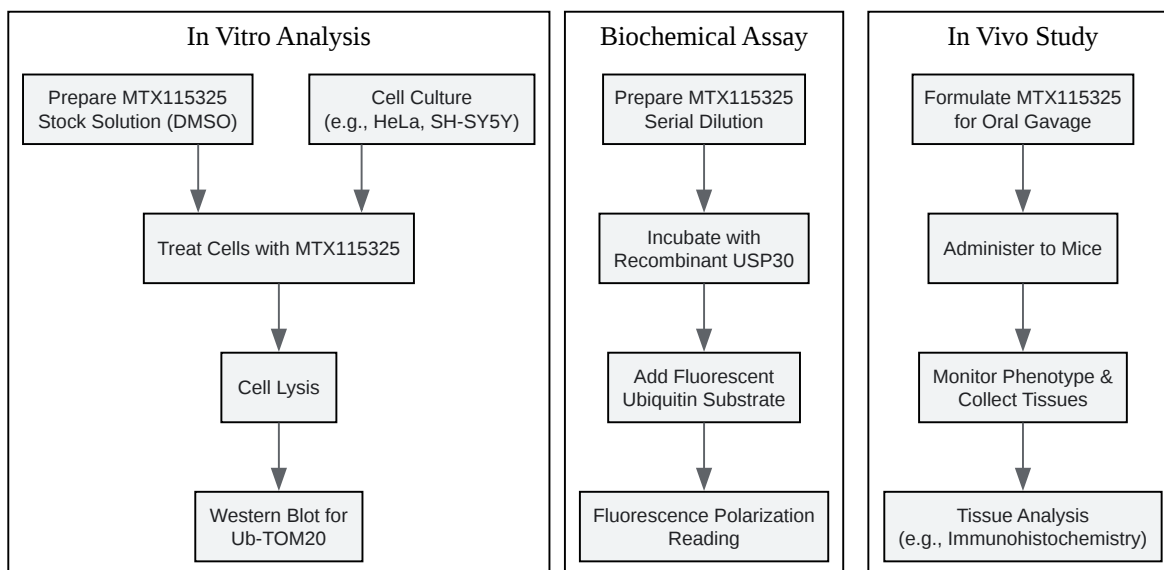 In Vitro Analysis
Prepare MTX115325
Stock Solution (DMSO)
Cell Culture
(e.g., HeLa, SH-SY5Y)
Treat Cells with MTX115325
Cell Lysis
Western Blot for
Ub-TOM20
Biochemical Assay
Prepare MTX115325
Serial Dilution
Incubate with
Recombinant USP30
Add Fluorescent
Ubiquitin Substrate
Fluorescence Polarization
Reading
In Vivo Study
Formulate MTX115325
for Oral Gavage
Administer to Mice
Monitor Phenotype &
Collect Tissues
Tissue Analysis
(e.g., Immunohistochemistry)